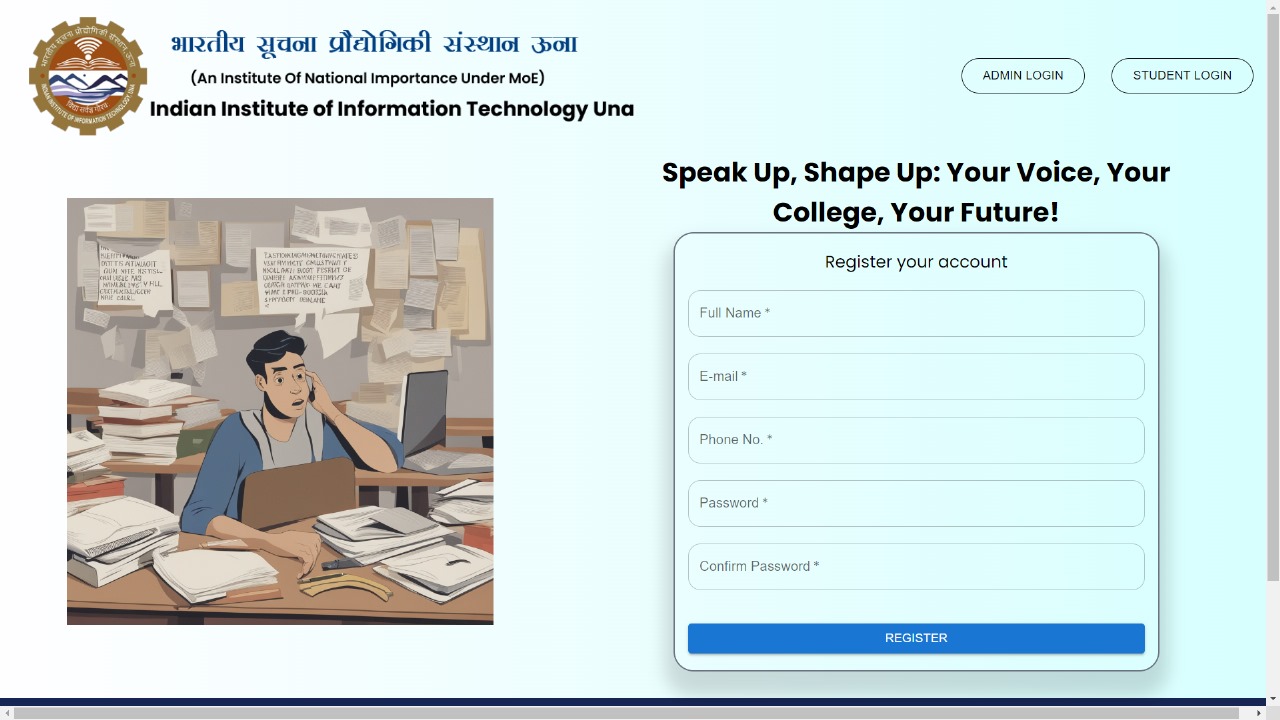 भारतीय सूचना प्रौद्योगिकी संस्थान ऊना
(An Institute Of National Importance Under MoE)
Indian Institute of Information Technology Una
ADMIN LOGIN
STUDENT LOGIN
Speak Up, Shape Up: Your Voice, Your
College, Your Future!
Register your account
Full Name *
E-mail *
Phone No. *
Password *
Confirm Password *
REGISTER